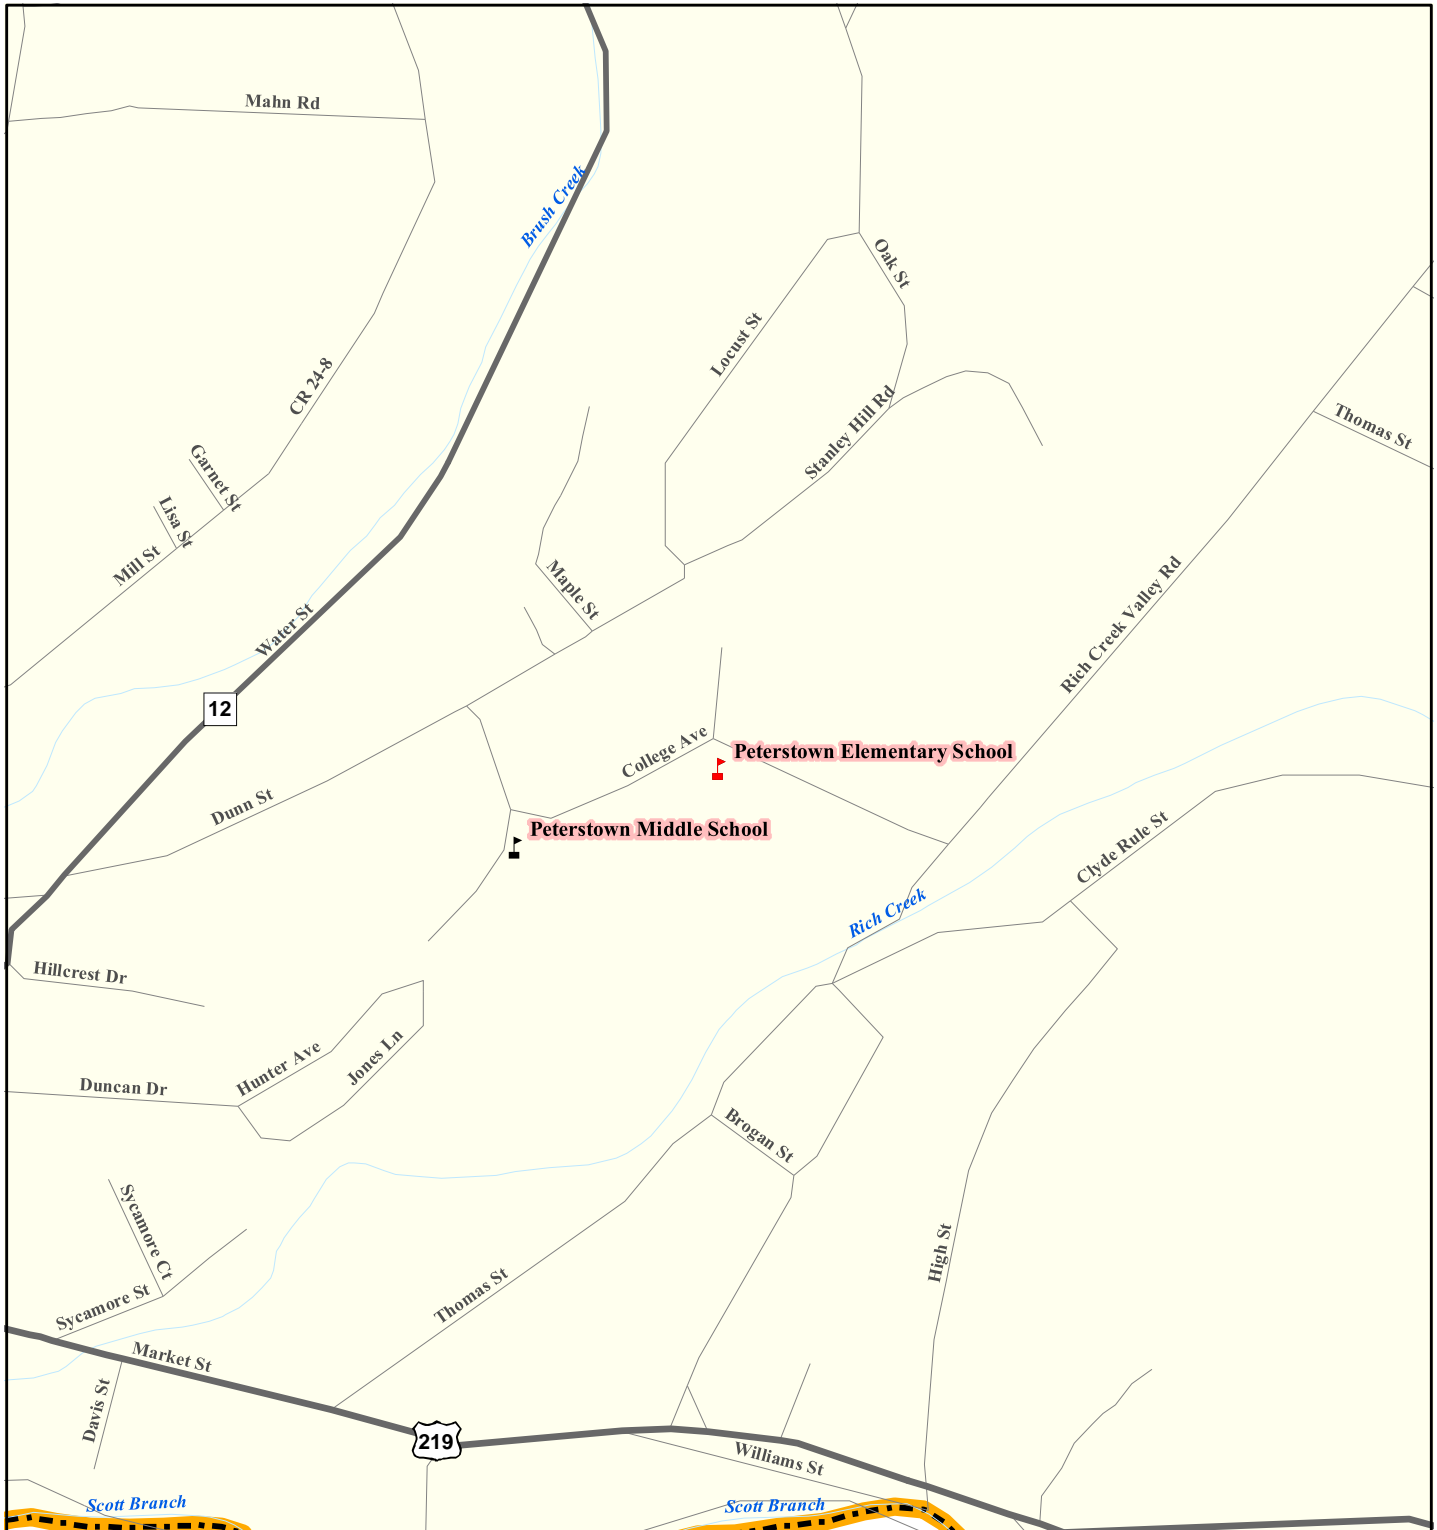 Mahn Rd
Brush Creek
Oak St
Locust St
CR 24-8
Stanley Hill Rd
Thomas St
Garnet St
Lisa St
Mill St
Maple St
Water St
Rich Creek Valley Rd
12
College Ave
Peterstown Elementary School
Dunn St
Peterstown Middle School
Clyde Rule St
Rich Creek
Hillcrest Dr
Hunter Ave
Jones Ln
Duncan Dr
Brogan St
Sycamore Ct
High St
Thomas St
Sycamore St
Market St
Davis St
219
Williams St
Scott Branch
Scott Branch